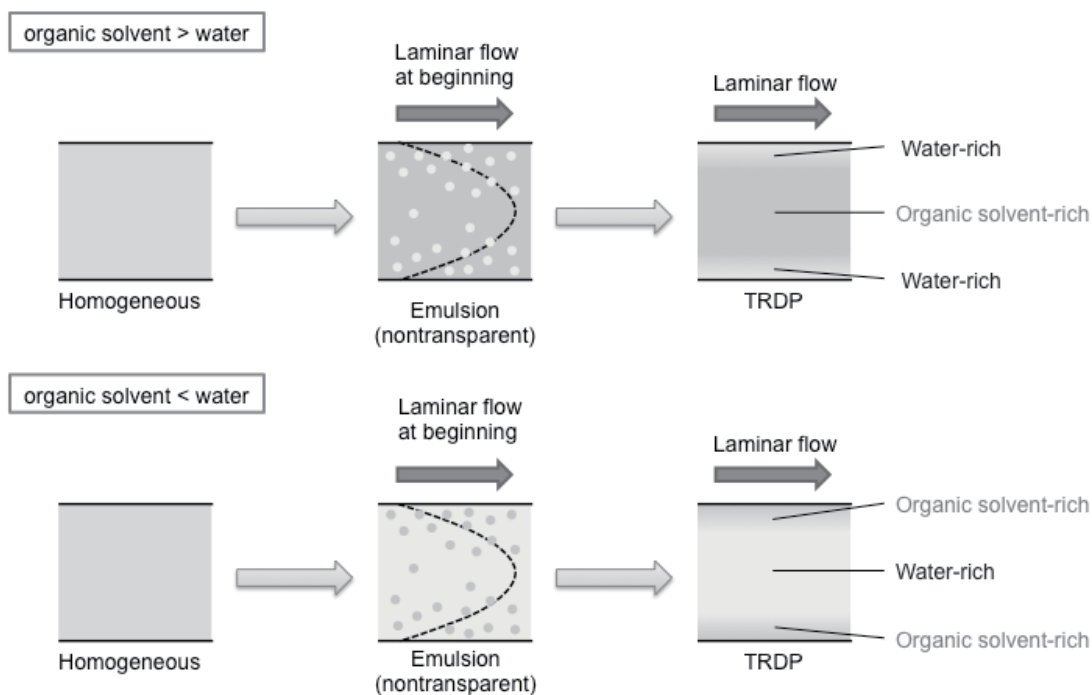 organic solvent > water
Laminar flow
at beginning
Laminar flow
Water-rich
Organic solvent-rich
Water-rich
Homogeneous
Emulsion
(nontransparent)
TRDP
organic solvent < water
Laminar flow
at beginning
Laminar flow
Organic solvent-rich
Water-rich
Organic solvent-rich
Homogeneous
Emulsion
(nontransparent)
TRDP